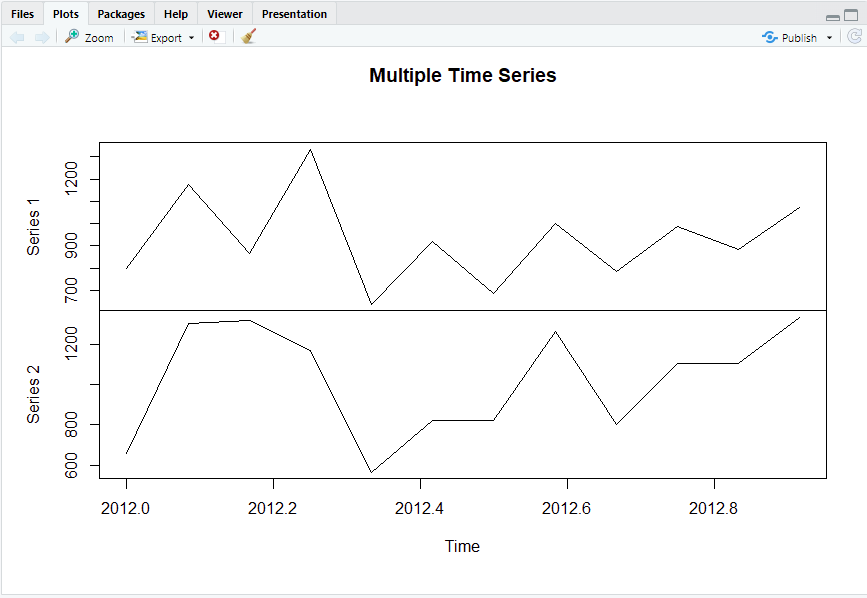 Files Plots Packages Help Viewer Presentation
Zoom Export Publish
Multiple Time Series
1200
900
700
Series 1
1200
800
600
Series 2
2012.0 2012.2 2012.4 2012.6 2012.8
Time